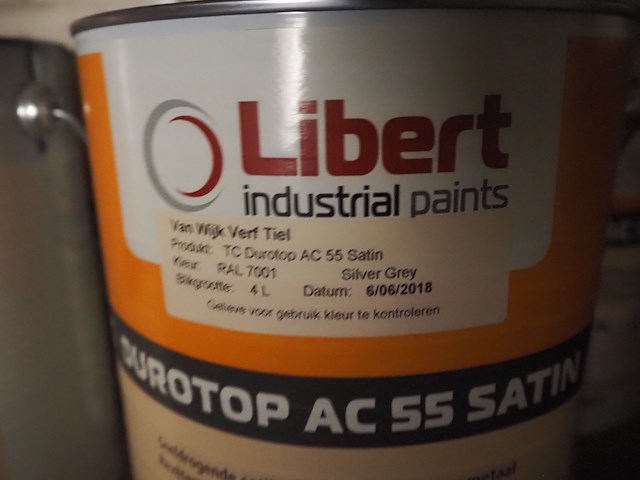 Libert
industrial paints
Van Wijk Verf Tiel
Produkt: TC Durotop AC 55 Satin
Kleur: RAL 7001 Silver Grey
Blikgrootte: 4 L Datum: 6/06/2018
Gelieve voor gebruik kleur te kontroleren
DUROTOP AC 55 SATIN